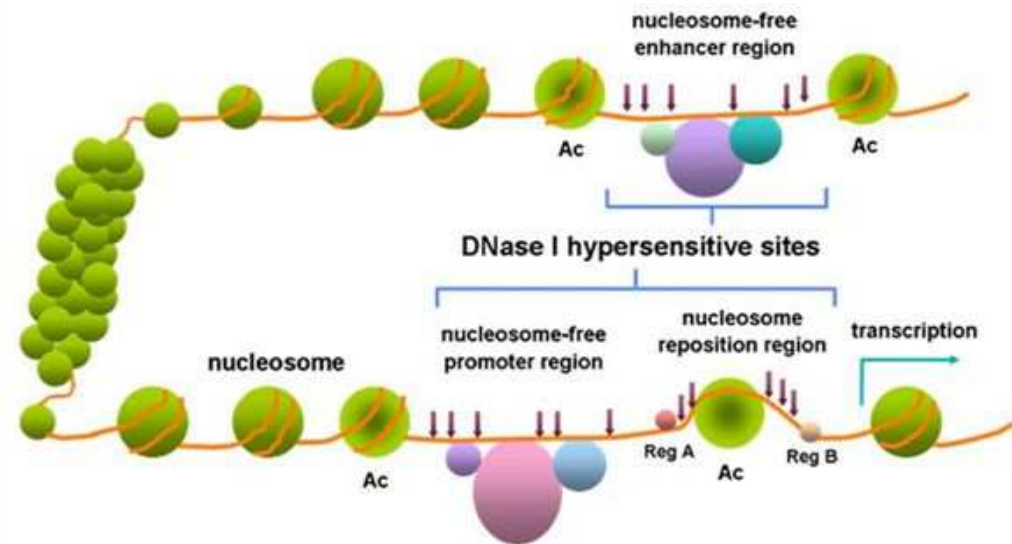 nucleosome-free
enhancer region
Ac
Ac
DNase I hypersensitive sites
nucleosome-free
promoter region
nucleosome
reposition region
transcription
nucleosome
Reg A
Reg B
Ac
Ac